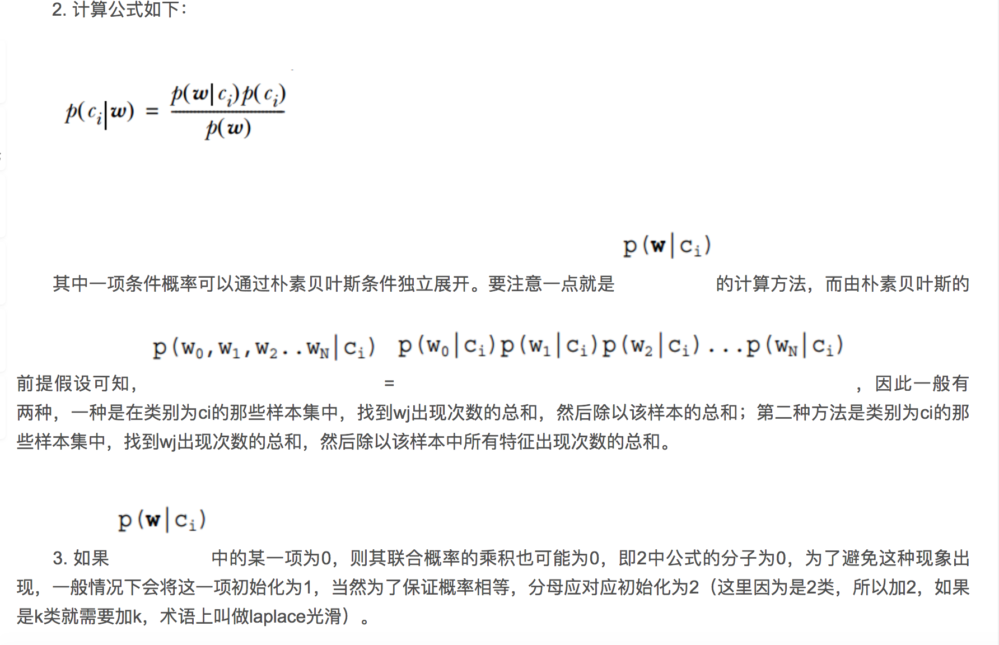 2. 计算公式如下：
p(c_i|w) = p(w|c_i)p(c_i) / p(w)
其中一项条件概率可以通过朴素贝叶斯条件独立展开。要注意一点就是 p(w|c_i) 的计算方法，而由朴素贝叶斯的
前提假设可知， p(w_0,w_1,w_2..w_N|c_i) = p(w_0|c_i)p(w_1|c_i)p(w_2|c_i)...p(w_N|c_i) ，因此一般有
两种，一种是在类别为ci的那些样本集中，找到wj出现次数的总和，然后除以该样本的总和；第二种方法是类别为ci的那
些样本集中，找到wj出现次数的总和，然后除以该样本中所有特征出现次数的总和。
3. 如果 p(w|c_i) 中的某一项为0，则其联合概率的乘积也可能为0，即2中公式的分子为0，为了避免这种现象出
现，一般情况下会将这一项初始化为1，当然为了保证概率相等，分母应对应初始化为2（这里因为是2类，所以加2，如果
是k类就需要加k，术语上叫做laplace光滑）。